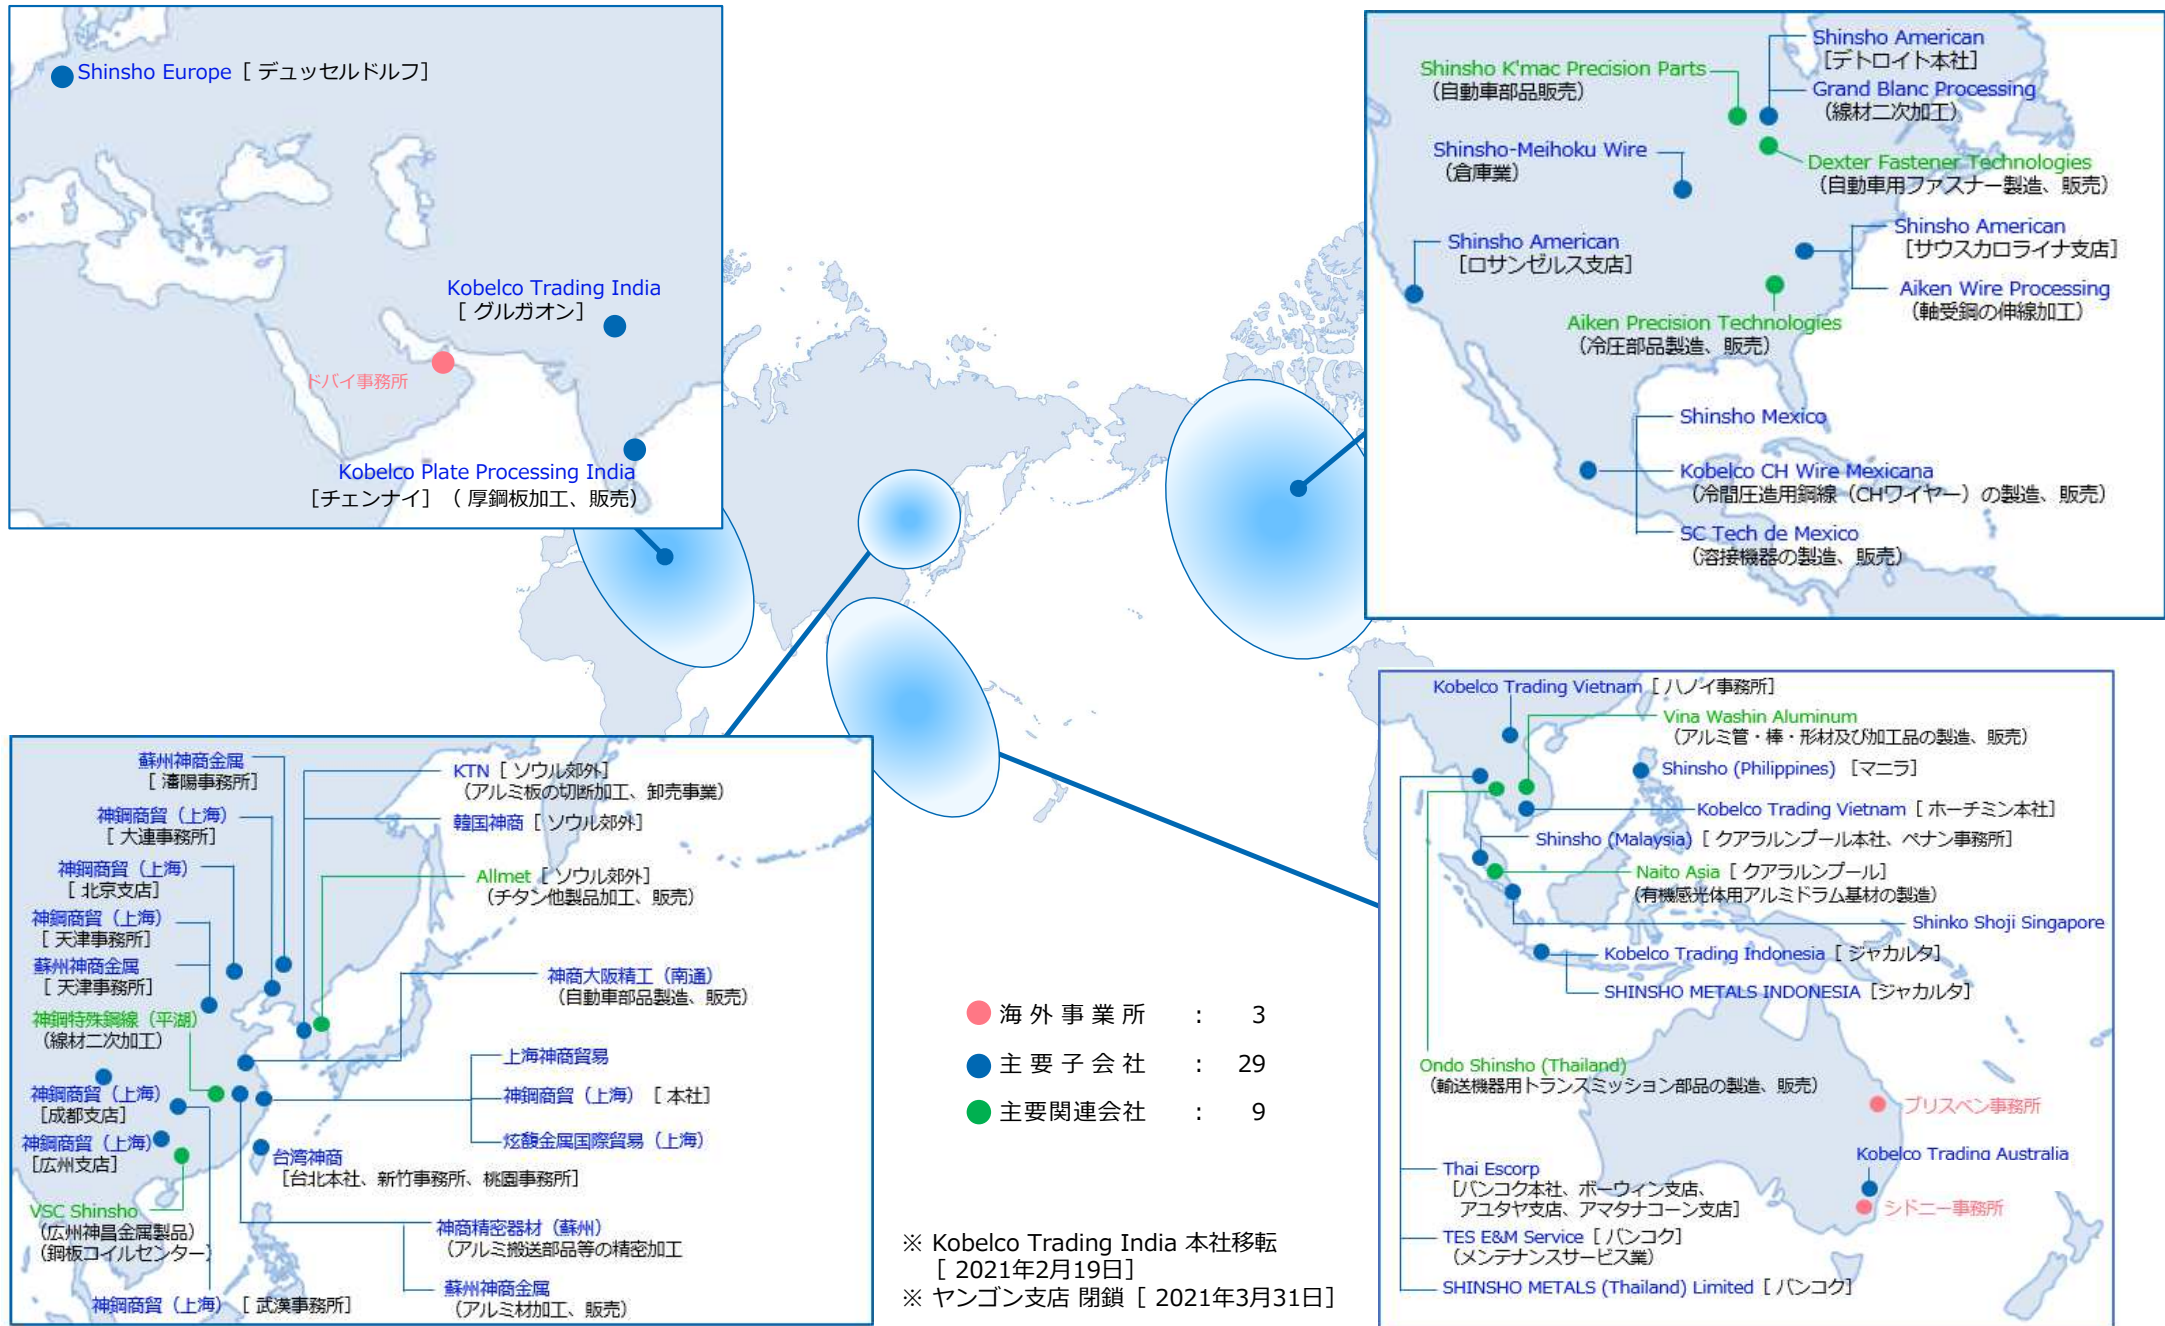 Shinsho Europe [ デュッセルドルフ]
Kobelco Trading India
[ グルガオン]
ドバイ事務所
Kobelco Plate Processing India
[チェンナイ] ( 厚鋼板加工、販売)
Shinsho American
[デトロイト本社]
Shinsho K'mac Precision Parts
(自動車部品販売)
Grand Blanc Processing
(線材二次加工)
Shinsho-Meihoku Wire
(倉庫業)
Dexter Fastener Technologies
(自動車用ファスナー製造、販売)
Shinsho American
[ロサンゼルス支店]
Shinsho American
[サウスカロライナ支店]
Aiken Wire Processing
(軸受鋼の伸線加工)
Aiken Precision Technologies
(冷圧部品製造、販売)
Shinsho Mexico
Kobelco CH Wire Mexicana
(冷間圧造用鋼線(CHワイヤー)の製造、販売)
SC Tech de Mexico
(溶接機器の製造、販売)
蘇州神商金属
[ 瀋陽事務所]
神鋼商貿(上海)
[ 大連事務所]
神鋼商貿(上海)
[ 北京支店]
神鋼商貿(上海)
[ 天津事務所]
蘇州神商金属
[ 天津事務所]
神鋼特殊鋼線(平湖)
(線材二次加工)
神鋼商貿(上海)
[成都支店]
神鋼商貿(上海)
[広州支店]
VSC Shinsho
(広州神昌金属製品)
(鋼板コイルセンター)
神鋼商貿(上海) [ 武漢事務所]
KTN [ ソウル郊外]
(アルミ板の切断加工、卸売事業)
韓国神商 [ ソウル郊外]
Allmet [ ソウル郊外]
(チタン他製品加工、販売)
神商大阪精工(南通)
(自動車部品製造、販売)
上海神商貿易
神鋼商貿(上海) [ 本社]
炫馥金属国際貿易(上海)
台湾神商
[台北本社、新竹事務所、桃園事務所]
神商精密器材(蘇州)
(アルミ搬送部品等の精密加工
蘇州神商金属
(アルミ材加工、販売)
海外事業所 : 3
主要子会社 : 29
主要関連会社 : 9
※ Kobelco Trading India 本社移転
[ 2021年2月19日]
※ ヤンゴン支店 閉鎖 [ 2021年3月31日]
Kobelco Trading Vietnam [ ハノイ事務所]
Vina Washin Aluminum
(アルミ管・棒・形材及び加工品の製造、販売)
Shinsho (Philippines) [マニラ]
Kobelco Trading Vietnam [ ホーチミン本社]
Shinsho (Malaysia) [ クアラルンプール本社、ペナン事務所]
Naito Asia [ クアラルンプール]
(有機感光体用アルミドラム基材の製造)
Shinko Shoji Singapore
Kobelco Trading Indonesia [ ジャカルタ]
SHINSHO METALS INDONESIA [ジャカルタ]
Ondo Shinsho (Thailand)
(輸送機器用トランスミッション部品の製造、販売)
ブリスベン事務所
Kobelco Trading Australia
シドニー事務所
Thai Escorp
[バンコク本社、ボーウィン支店、
アユタヤ支店、アマタナコーン支店]
TES E&M Service [ バンコク]
(メンテナンスサービス業)
SHINSHO METALS (Thailand) Limited [ バンコク]